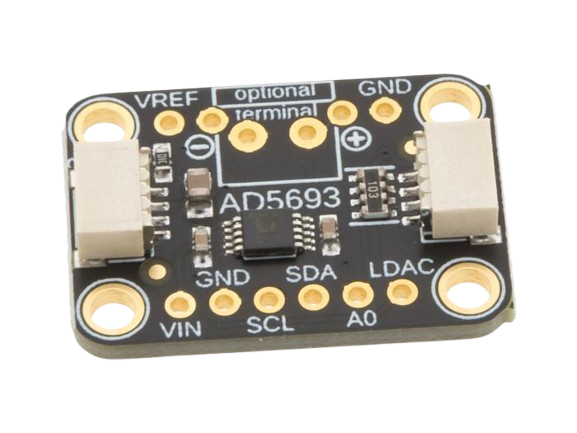 VREF
optional
GND
terminal
AD5693
103
GND
SDA
LDAC
VIN
SCL
A0